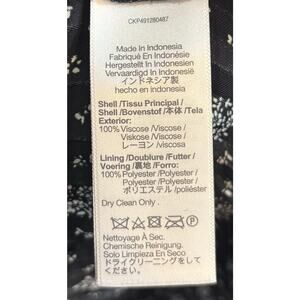 CKP491280487
Made In Indonesia
Fabriqué En Indonésie
Hergestellt In Indonesien
Vervaardigd In Indonesie
インドネシア製
hecho en indonesia
Shell /Tissu Principal /
Shell /Bovenstof /本体 /Tela
Exterior:
100% Viscose /Viscose /
Viskose /Viscose /
レーヨン /viscosa
Lining /Doublure /Futter /
Voering /裏地 /Forro:
100% Polyester /Polyester /
Polyester /Polyester /
ポリエステル /poliéster
Dry Clean Only .
Nettoyage À Sec.
Chemische Reinigung.
Solo Limpieza En Seco
ドライクリーニングをして
ください。